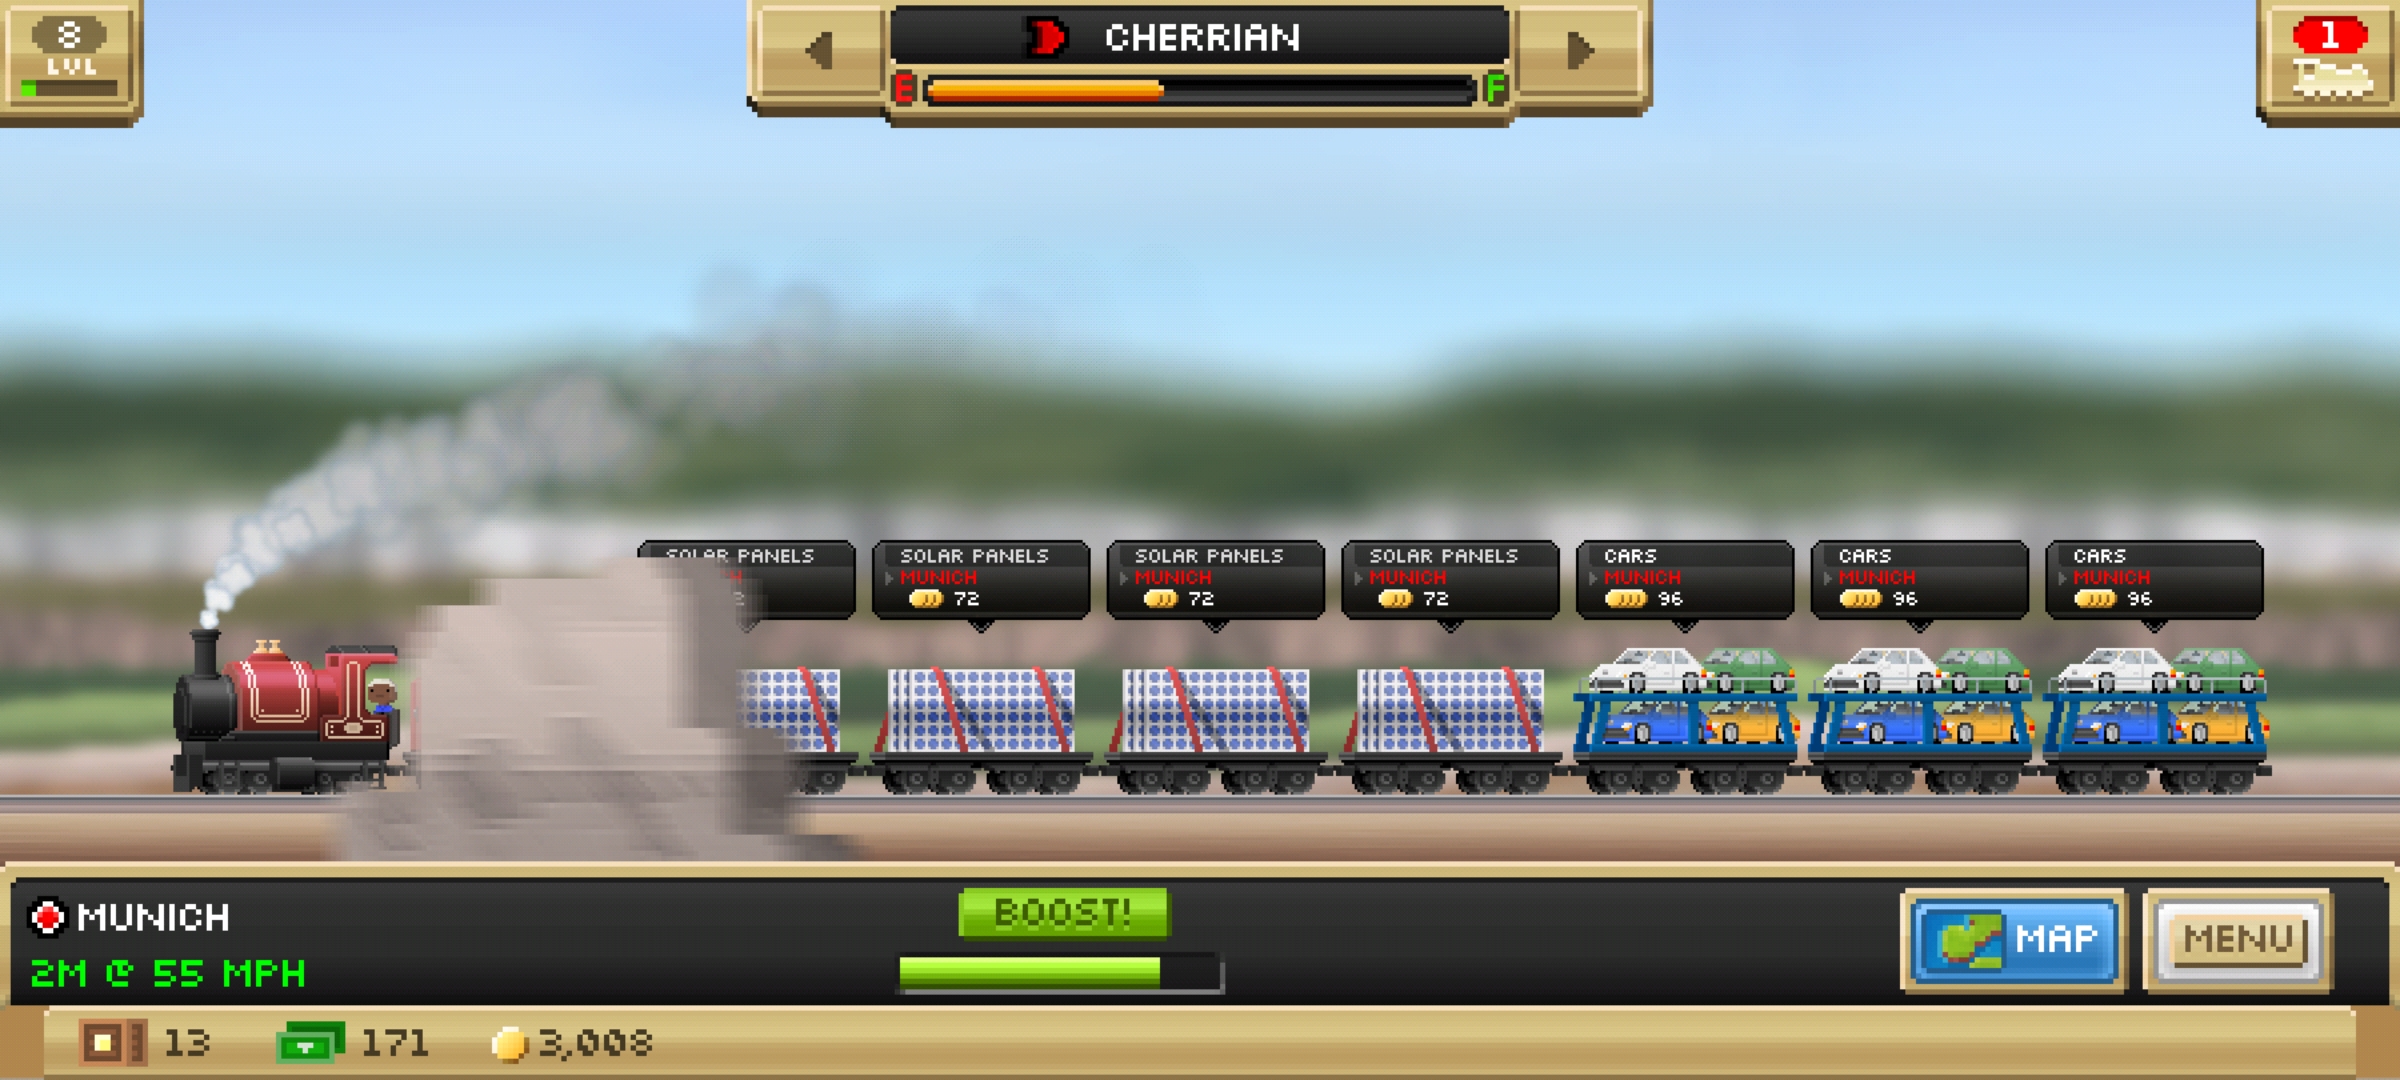 8
LVL
CHERRIAN
E F
1
SOLAR PANELS
SOLAR PANELS
MUNICH
72
SOLAR PANELS
MUNICH
72
SOLAR PANELS
MUNICH
72
CARS
MUNICH
96
CARS
MUNICH
96
CARS
MUNICH
96
MUNICH
2M @ 55 MPH
BOOST!
MAP
MENU
13 171 3,008